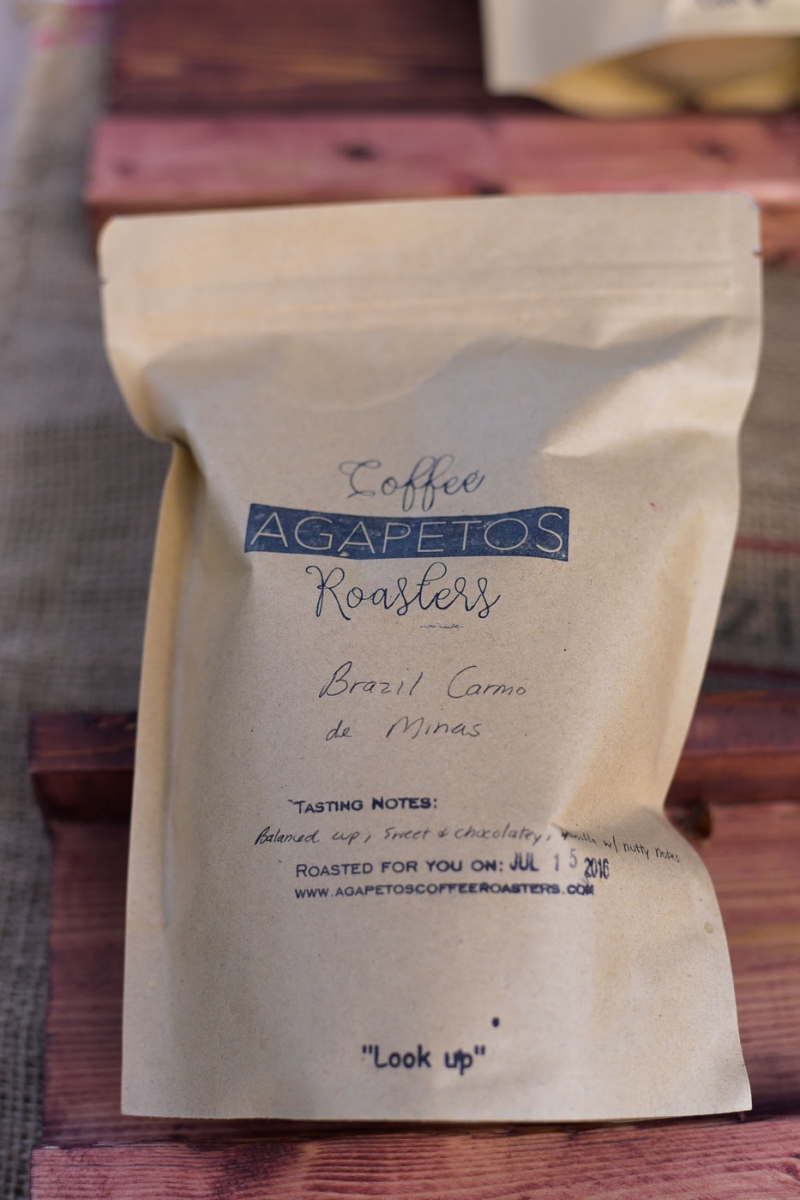 Coffee
AGAPETOS
Roasters
Brazil Carmo
de Minas
TASTING NOTES:
Balanced cup, sweet & chocolatey, vanilla w/ nutty notes
ROASTED FOR YOU ON: JUL 15 2016
WWW.AGAPETOSCOFFEEROASTERS.COM
"Look up"